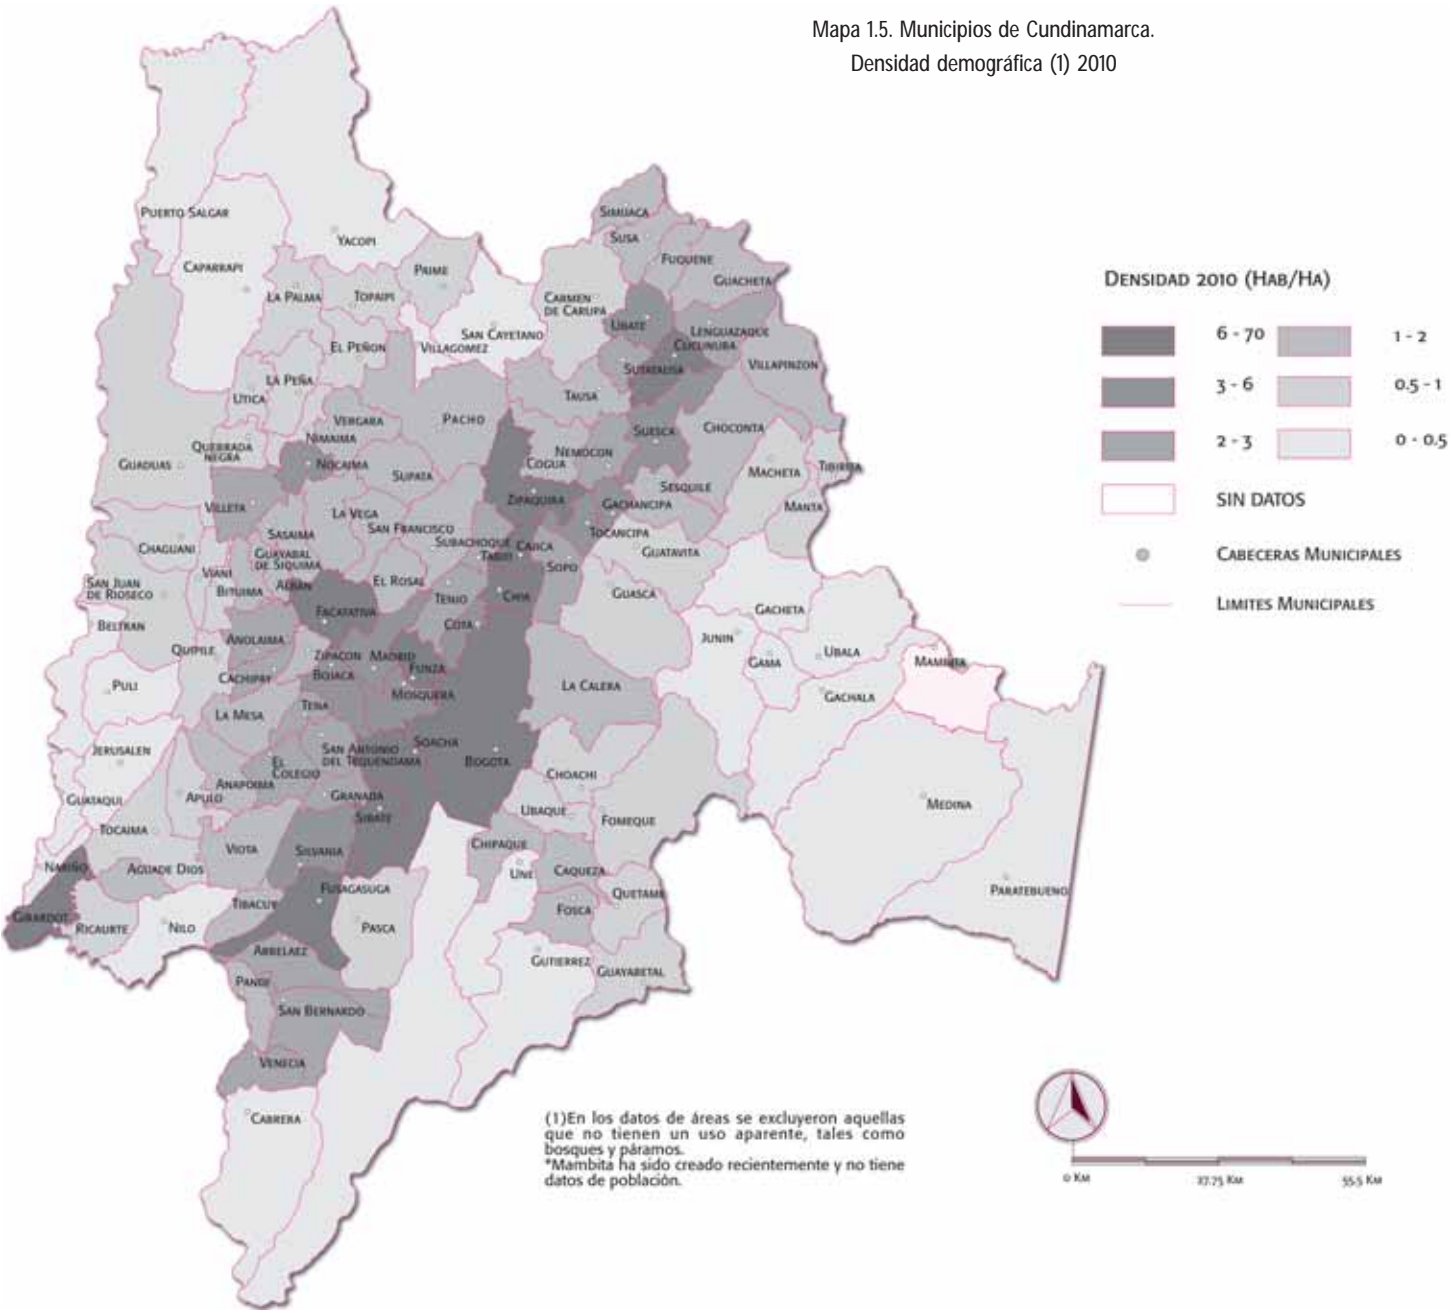 Mapa 1.5. Municipios de Cundinamarca.
Densidad demográfica (1) 2010
PUERTO SALGAR
YACOPI
CAPARRAPI
LA PALMA
TOPAIPI
PAIME
SAN CAYETANO
VILLAGOMEZ
EL PEÑON
LA PEÑA
UTICA
CARMEN
DE CARUPA
SIMIJACA
SUSA
FUQUENE
GUACHETA
UBATE
LENGUAZAQUE
CUCUNUBA
SUTATAUSA
VILLAPINZON
TAUSA
PACHO
VERGARA
NIMAIMA
NOCAIMA
QUEBRADA
NEGRA
GUADUAS
SUPATA
SUESCA
CHOCONTA
NEMOCON
COGUA
MACHETA
TIBIRITA
MANTA
SESQUILE
GACHANCIPA
ZIPAQUIRA
TOCANCIPA
GUATAVITA
VILLETA
LA VEGA
SAN FRANCISCO
SASAIMA
GUAYABAL
DE SIQUIMA
SUBACHOQUE
TABIO
CAJICA
SOPO
CHAGUANI
VIANI
BITUIMA
ALBAN
EL ROSAL
TENJO
CHIA
GUASCA
SAN JUAN
DE RIOSECO
BELTRAN
FACATATIVA
COTA
GACHETA
JUNIN
GAMA
UBALA
MAMBITA
GACHALA
ANOLAIMA
QUIPILE
ZIPACON
MADRID
BOJACA
FUNZA
MOSQUERA
CACHIPAY
PULI
LA MESA
TENA
LA CALERA
JERUSALEN
SOACHA
SAN ANTONIO
DEL TEQUENDAMA
BOGOTA
EL
COLEGIO
ANAPOIMA
APULO
GUATAQUI
GRANADA
SIBATE
CHOACHI
UBAQUE
FOMEQUE
MEDINA
TOCAIMA
VIOTA
SILVANIA
CHIPAQUE
UNE
CAQUEZA
NARIÑO
AGUADE DIOS
FUSAGASUGA
QUETAME
PARATEBUENO
TIBACUY
FOSCA
GIRARDOT
RICAURTE
NILO
PASCA
ARBELAEZ
GUTIERREZ
GUAYABETAL
PANDI
SAN BERNARDO
VENECIA
CABRERA
DENSIDAD 2010 (HAB/HA)
6 - 70
1 - 2
3 - 6
0.5 - 1
2 - 3
0 - 0.5
SIN DATOS
CABECERAS MUNICIPALES
LIMITES MUNICIPALES
(1)En los datos de áreas se excluyeron aquellas
que no tienen un uso aparente, tales como
bosques y páramos.
*Mambita ha sido creado recientemente y no tiene
datos de población.
0 KM
27.75 KM
55.5 KM